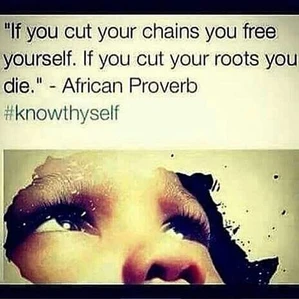 "If you cut your chains you free
yourself. If you cut your roots you
die." - African Proverb
#knowthyself